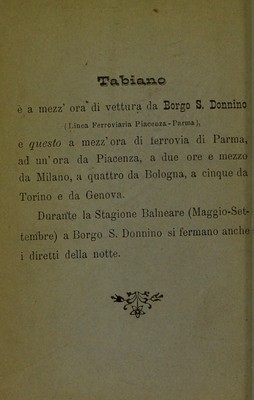 Tabiano
è a mezz' ora di vettura da Borgo S. Donnino
(Linea Ferroviaria Piacenza-Parma),
e questo a mezz'ora di ferrovia di Parma,
ad un'ora da Piacenza, a due ore e mezzo
da Milano, a quattro da Bologna, a cinque da
Torino e da Genova.
Durante la Stagione Balneare (Maggio-Set-
tembre) a Borgo S. Donnino si fermano anche
i diretti della notte.